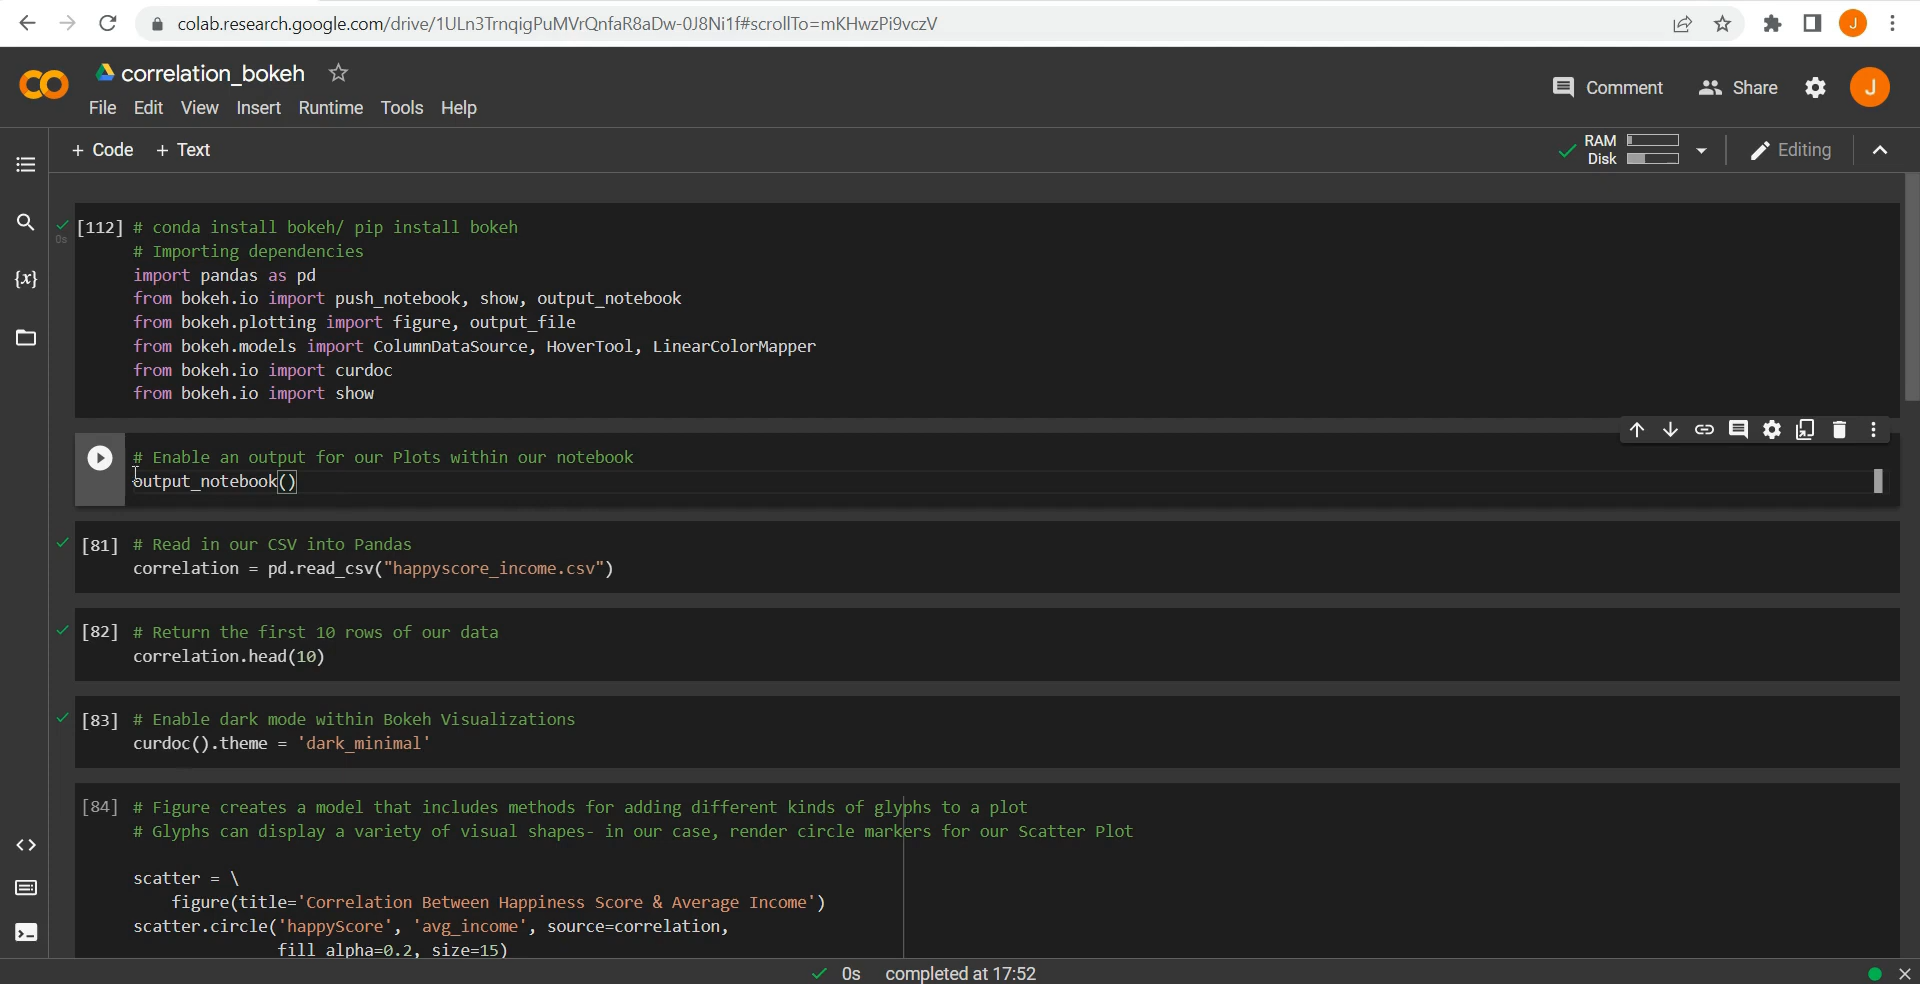 colab.research.google.com/drive/1ULn3TrnqigPuMVrQnfaR8aDw-0J8Ni1f#scrollTo=mKHwzPi9vczV
J
correlation_bokeh
File Edit View Insert Runtime Tools Help
Comment Share J
+ Code + Text
RAM
Disk
Editing
[112] # conda install bokeh/ pip install bokeh
0s
# Importing dependencies
import pandas as pd
from bokeh.io import push_notebook, show, output_notebook
from bokeh.plotting import figure, output_file
from bokeh.models import ColumnDataSource, HoverTool, LinearColorMapper
from bokeh.io import curdoc
from bokeh.io import show
# Enable an output for our Plots within our notebook
output_notebook()
[81] # Read in our CSV into Pandas
correlation = pd.read_csv("happyscore_income.csv")
[82] # Return the first 10 rows of our data
correlation.head(10)
[83] # Enable dark mode within Bokeh Visualizations
curdoc().theme = 'dark_minimal'
[84] # Figure creates a model that includes methods for adding different kinds of glyphs to a plot
# Glyphs can display a variety of visual shapes- in our case, render circle markers for our Scatter Plot
scatter = \
figure(title='Correlation Between Happiness Score & Average Income')
scatter.circle('happyScore', 'avg_income', source=correlation,
fill_alpha=0.2, size=15)
0s completed at 17:52